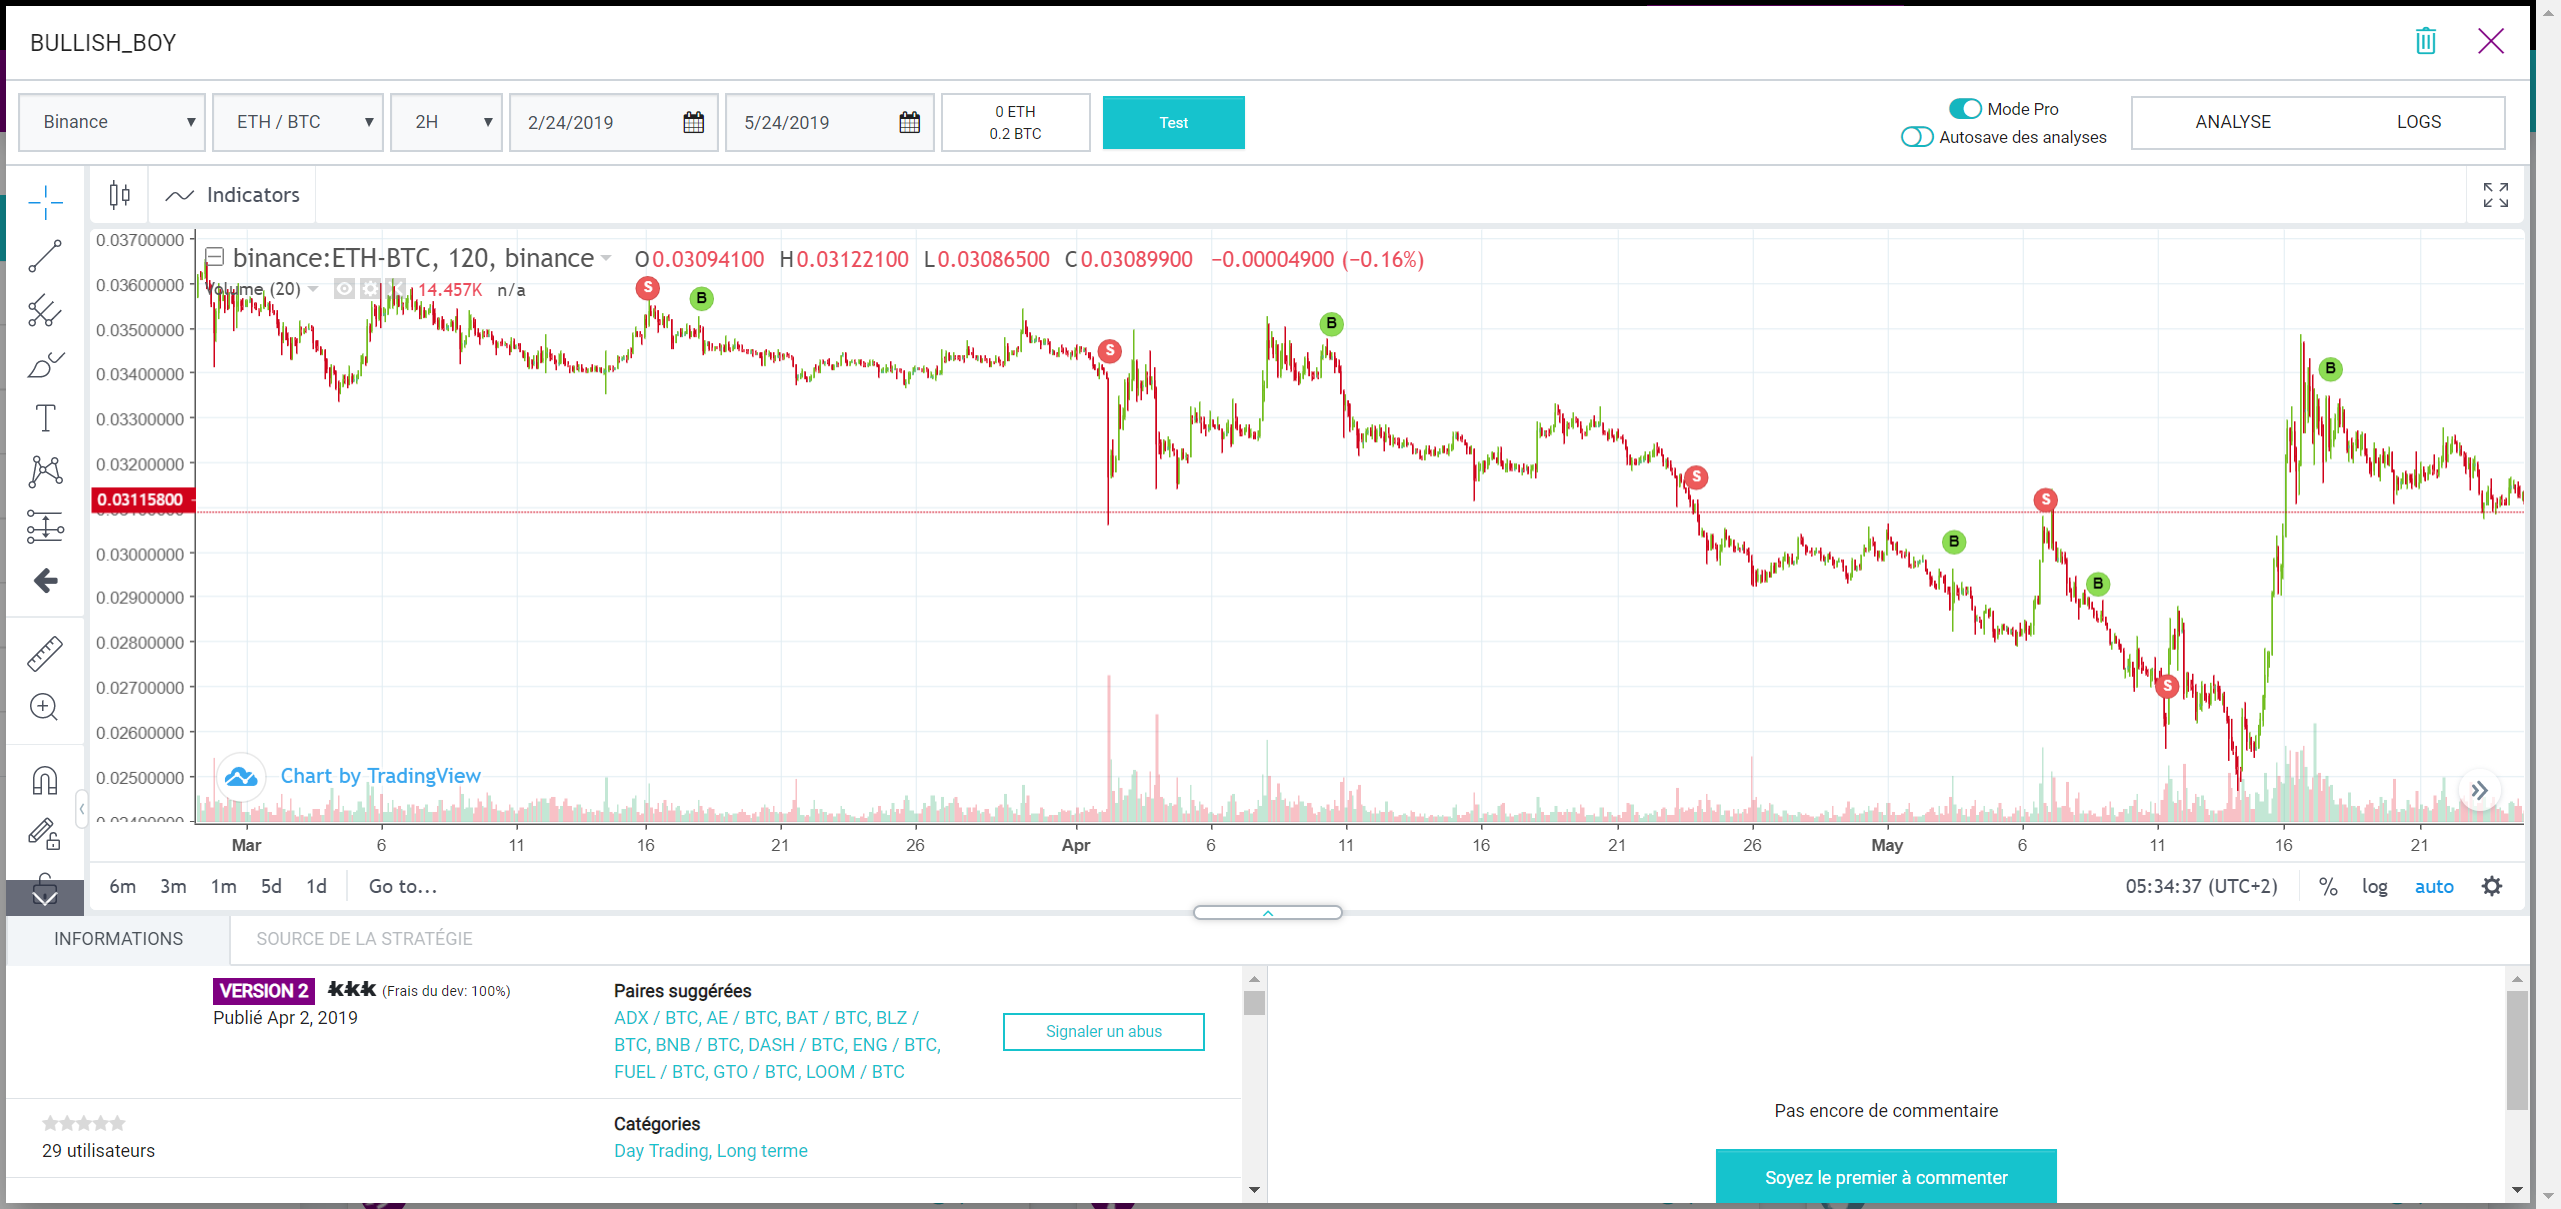 BULLISH_BOY
Binance
ETH / BTC
2H
2/24/2019
5/24/2019
0 ETH
0.2 BTC
Test
Mode Pro
Autosave des analyses
ANALYSE
LOGS
Indicators
binance:ETH-BTC, 120, binance
O0.03094100 H0.03122100 L0.03086500 C0.03089900 −0.00004900 (−0.16%)
Volume (20)
14.457K n/a
0.03700000
0.03600000
0.03500000
0.03400000
0.03300000
0.03200000
0.03115800
0.03000000
0.02900000
0.02800000
0.02700000
0.02600000
0.02500000
0.02400000
S
B
S
B
S
B
S
B
S
B
Chart by TradingView
Mar 6 11 16 21 26 Apr 6 11 16 21 26 May 6 11 16 21
6m 3m 1m 5d 1d Go to...
05:34:37 (UTC+2) % log auto
INFORMATIONS
SOURCE DE LA STRATÉGIE
VERSION 2 kkk (Frais du dev: 100%)
Publié Apr 2, 2019
Paires suggérées
ADX / BTC, AE / BTC, BAT / BTC, BLZ /
BTC, BNB / BTC, DASH / BTC, ENG / BTC,
FUEL / BTC, GTO / BTC, LOOM / BTC
Signaler un abus
29 utilisateurs
Catégories
Day Trading, Long terme
Pas encore de commentaire
Soyez le premier à commenter